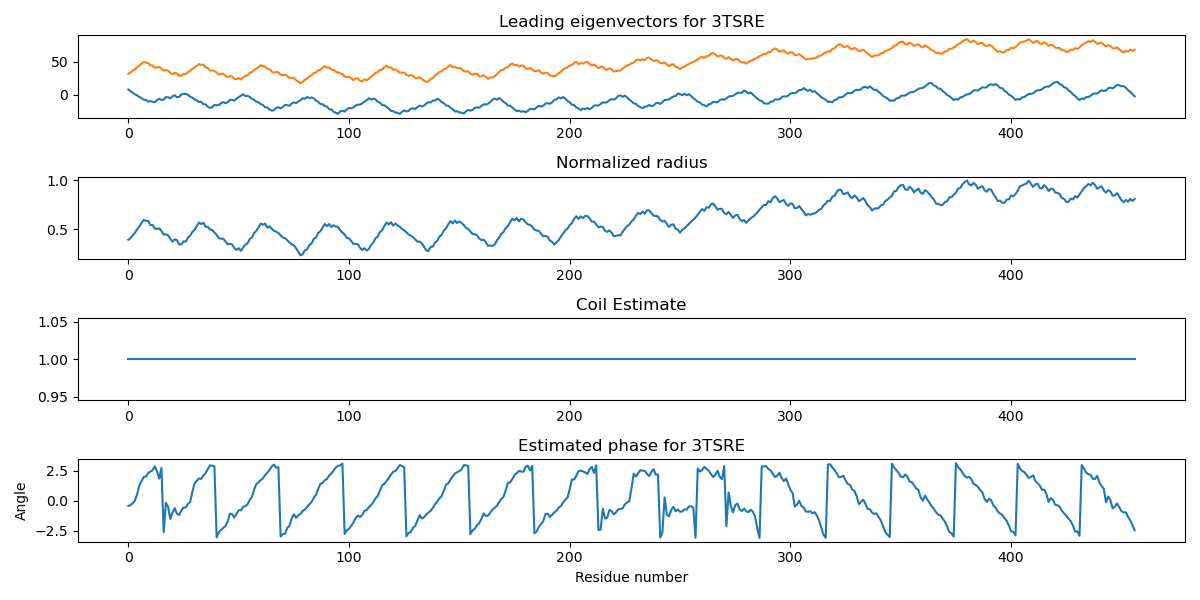 Leading eigenvectors for 3TSRE
50
0
0 100 200 300 400
Normalized radius
1.0
0.5
0 100 200 300 400
Coil Estimate
1.05
1.00
0.95
0 100 200 300 400
Estimated phase for 3TSRE
Angle
2.5
0.0
−2.5
0 100 200 300 400
Residue number